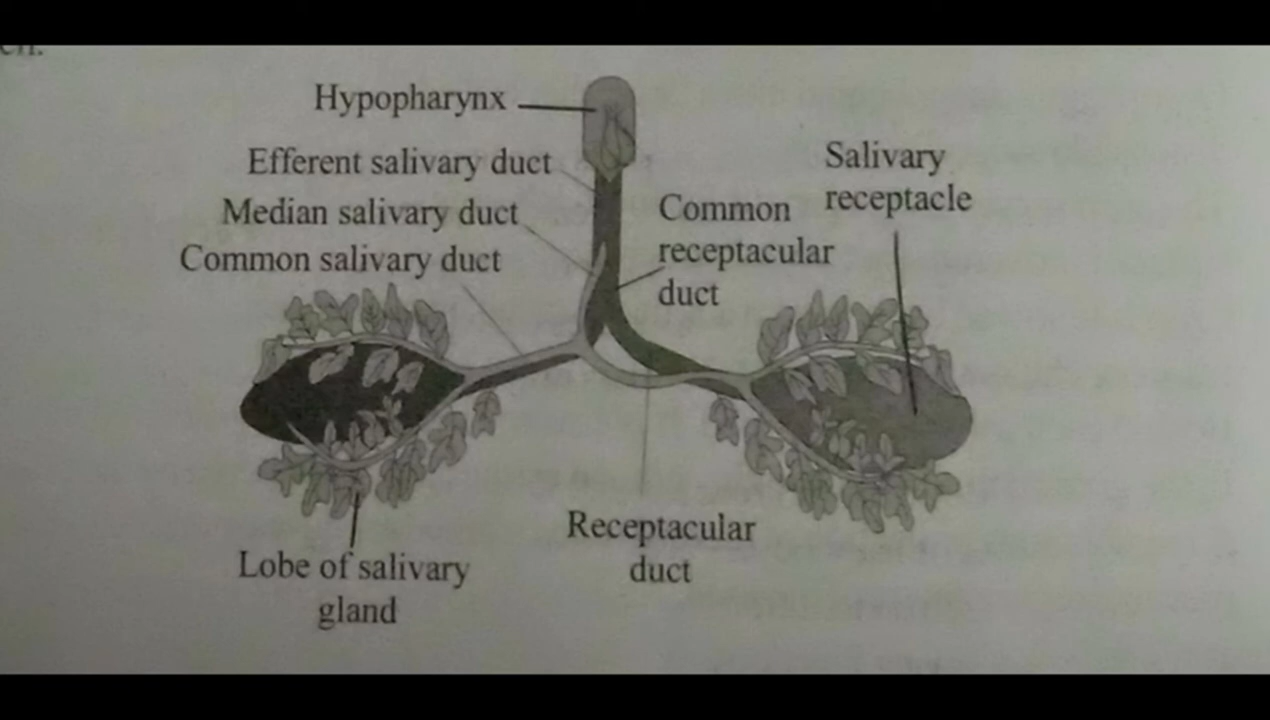 Hypopharynx
Efferent salivary duct
Median salivary duct
Common salivary duct
Common
receptacular
duct
Salivary
receptacle
Receptacular
duct
Lobe of salivary
gland